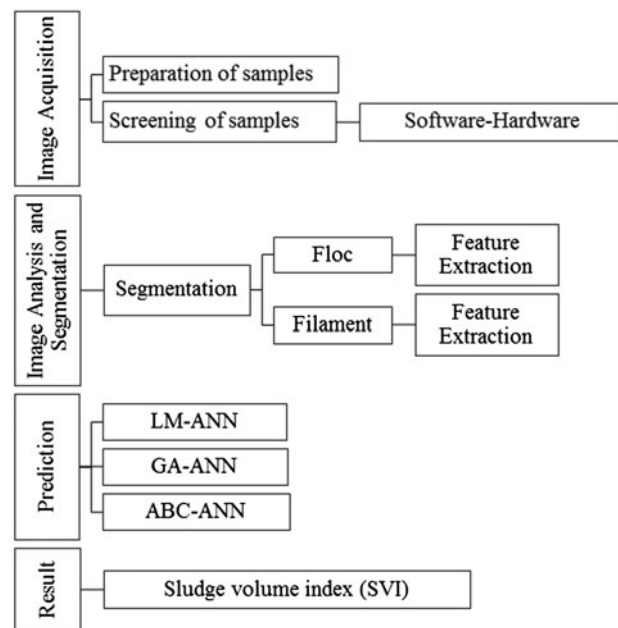 Image Acquisition
Preparation of samples
Screening of samples
Software-Hardware
Image Analysis and
Segmentation
Segmentation
Floc
Feature
Extraction
Filament
Feature
Extraction
Prediction
LM-ANN
GA-ANN
ABC-ANN
Result
Sludge volume index (SVI)